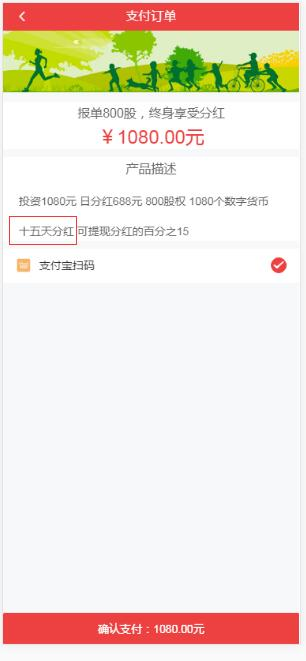 支付订单
报单800股，终身享受分红
￥1080.00元
产品描述
投资1080元 日分红688元 800股权 1080个数字货币
十五天分红 可提现分红的百分之15
支付宝扫码
确认支付：1080.00元